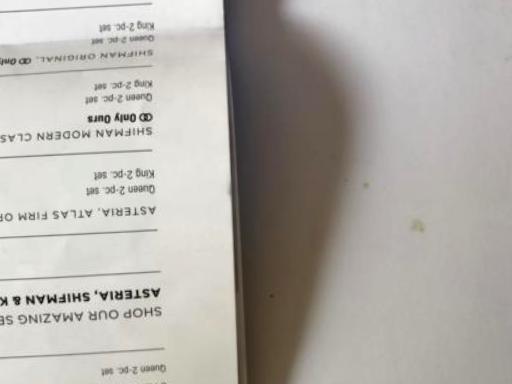 Queen 2-pc. set
SHOP OUR AMAZING SE
ASTERIA, SHIFMAN & K
ASTERIA, ATLAS FIRM O
Queen 2-pc. set
King 2-pc. set
SHIFMAN MODERN CLAS
Only Ours
Queen 2-pc. set
King 2-pc. set
SHIFMAN ORIGINAL, Only
Queen 2-pc. set
King 2-pc. set